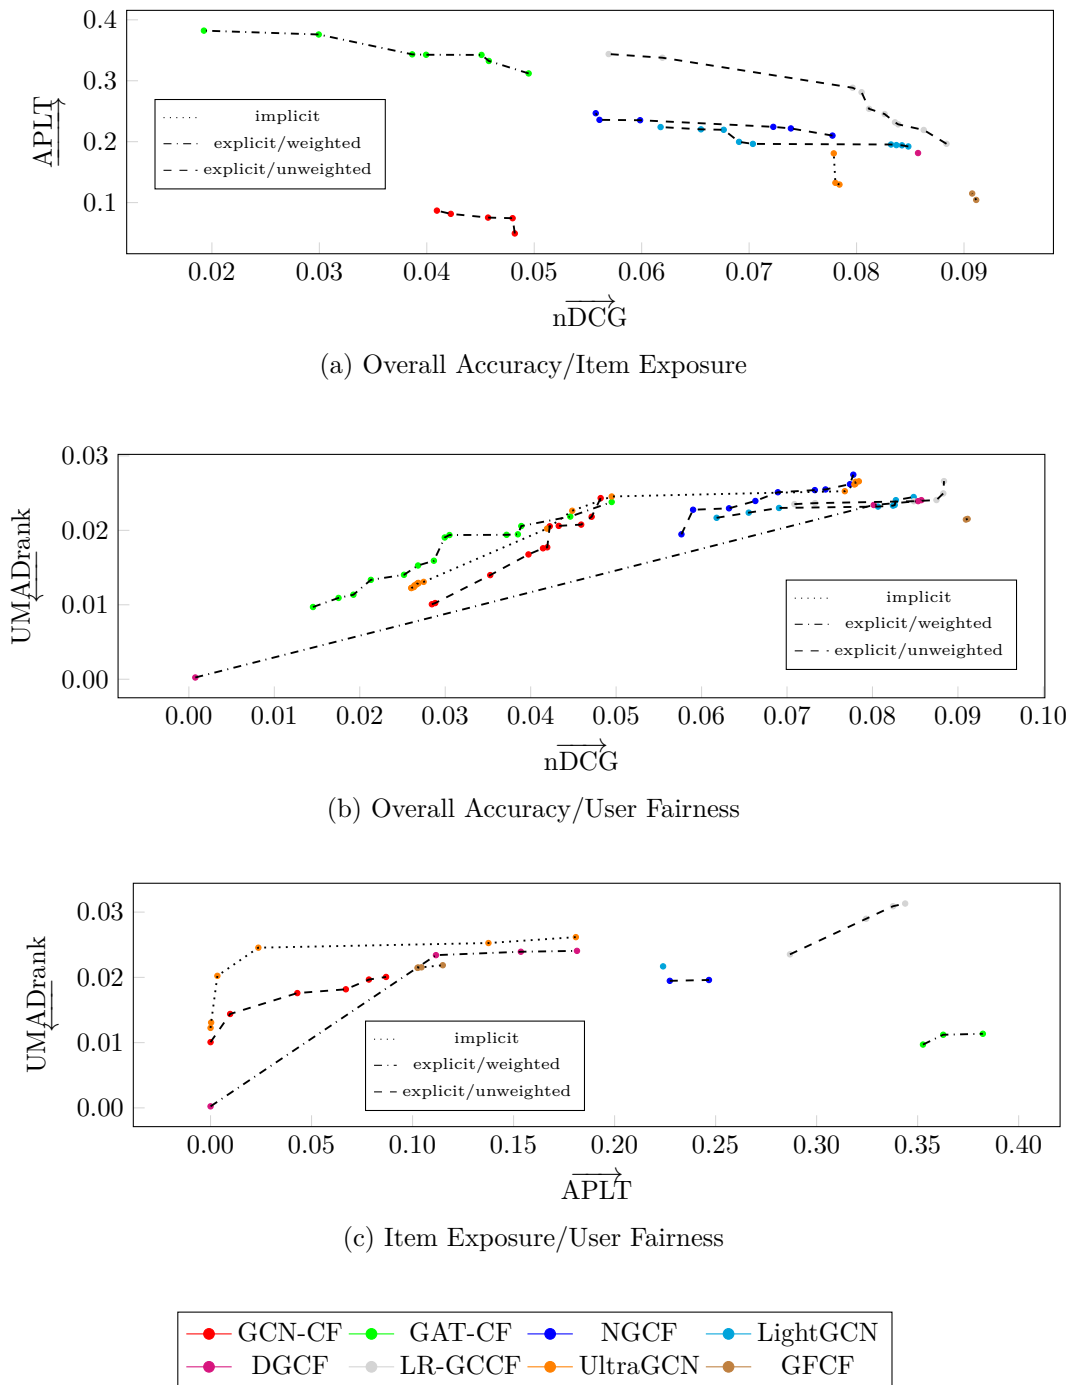 0.4
0.3
0.2
0.1
APLT
implicit
explicit/weighted
explicit/unweighted
0.02 0.03 0.04 0.05 0.06 0.07 0.08 0.09
nDCG
(a) Overall Accuracy/Item Exposure
0.03
0.02
0.01
0.00
UMADrank
implicit
explicit/weighted
explicit/unweighted
0.00 0.01 0.02 0.03 0.04 0.05 0.06 0.07 0.08 0.09 0.10
nDCG
(b) Overall Accuracy/User Fairness
0.03
0.02
0.01
0.00
UMADrank
implicit
explicit/weighted
explicit/unweighted
0.00 0.05 0.10 0.15 0.20 0.25 0.30 0.35 0.40
APLT
(c) Item Exposure/User Fairness
GCN-CF GAT-CF NGCF LightGCN
DGCF LR-GCCF UltraGCN GFCF